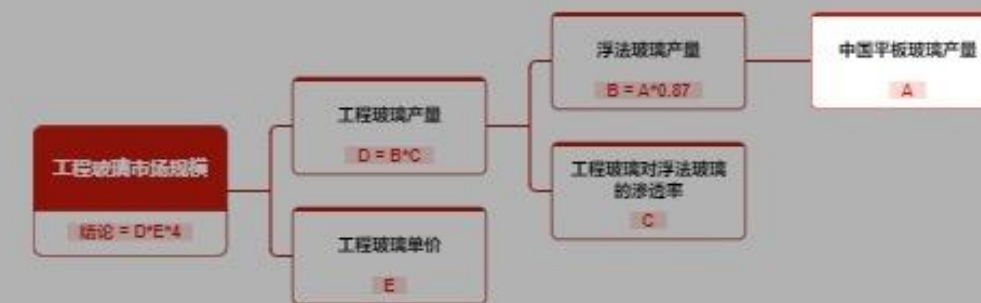 工程玻璃市场规模
结论 = D*E*4
工程玻璃产量
D = B*C
工程玻璃单价
E
浮法玻璃产量
B = A*0.87
工程玻璃对浮法玻璃
的渗透率
C
中国平板玻璃产量
A